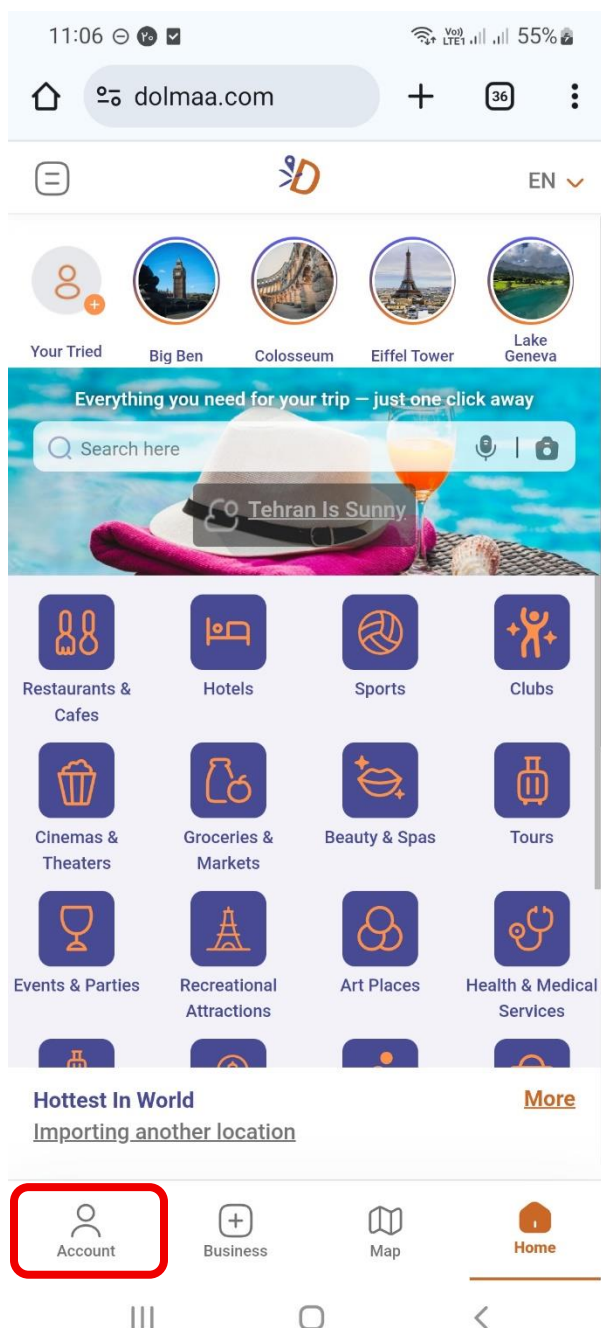 11:06 ۲۰ Vo)) LTE1 55%
dolmaa.com 36
D EN
Your Tried Big Ben Colosseum Eiffel Tower Lake Geneva
Everything you need for your trip – just one click away
Search here
Tehran Is Sunny
Restaurants & Cafes Hotels Sports Clubs
Cinemas & Theaters Groceries & Markets Beauty & Spas Tours
Events & Parties Recreational Attractions Art Places Health & Medical Services
Hottest In World More
Importing another location
Account Business Map Home